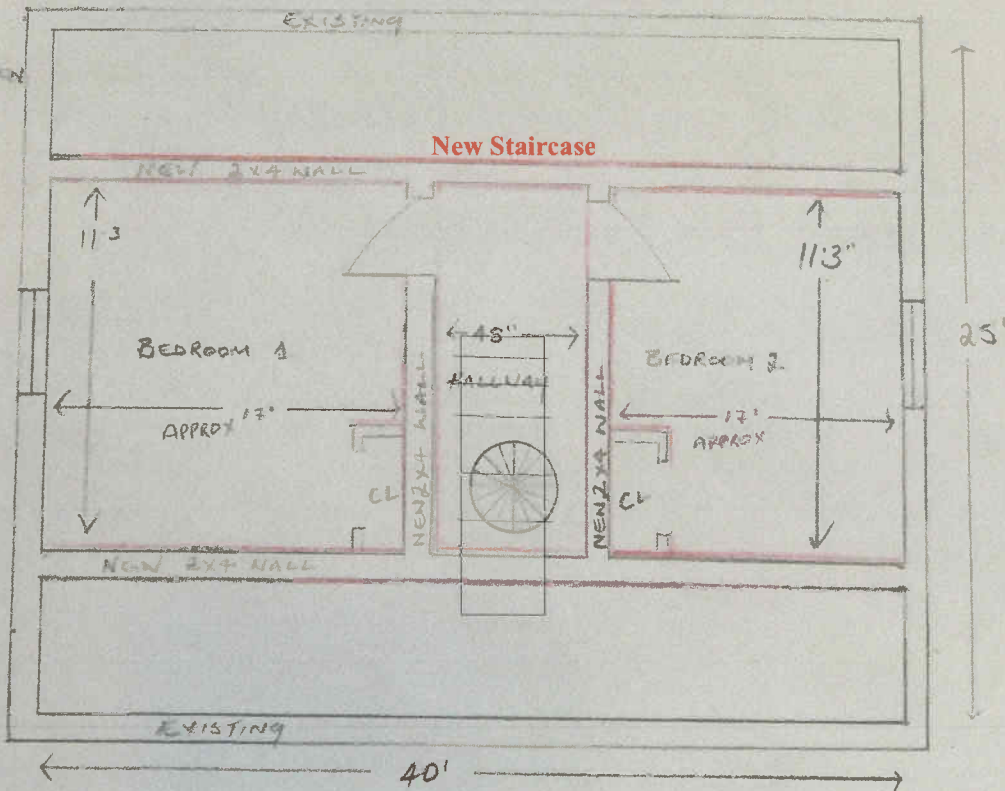 EXISTING
New Staircase
NEW 2X4 WALL
11'3
11'3"
25'
48"
BEDROOM 1
HALLWAY
BEDROOM 2
17'
APPROX
17'
APPROX
NEW 2X4 WALL
NEW 2X4 WALL
CL
CL
NEW 2X4 WALL
EXISTING
40'